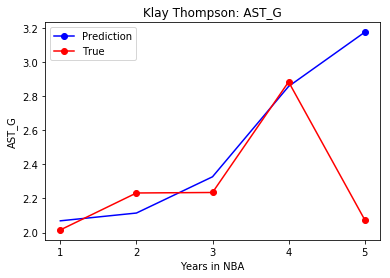 Klay Thompson: AST_G
Prediction
True
AST_G
3.2
3.0
2.8
2.6
2.4
2.2
2.0
1 2 3 4 5
Years in NBA